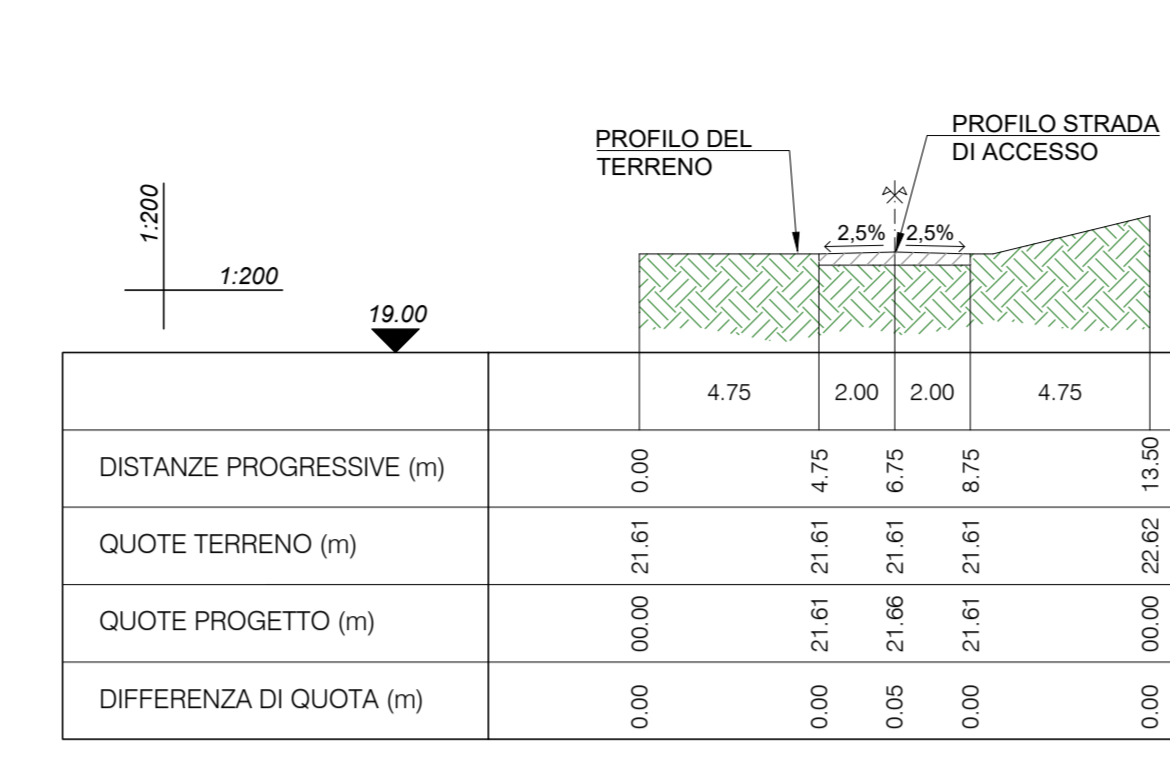 PROFILO DEL
TERRENO
PROFILO STRADA
DI ACCESSO
2,5% 2,5%
1:200
1:200
19.00
4.75 2.00 2.00 4.75
DISTANZE PROGRESSIVE (m) 0.00 4.75 6.75 8.75 13.50
QUOTE TERRENO (m) 21.61 21.61 21.61 21.61 22.62
QUOTE PROGETTO (m) 00.00 21.61 21.66 21.61 00.00
DIFFERENZA DI QUOTA (m) 0.00 0.00 0.05 0.00 0.00